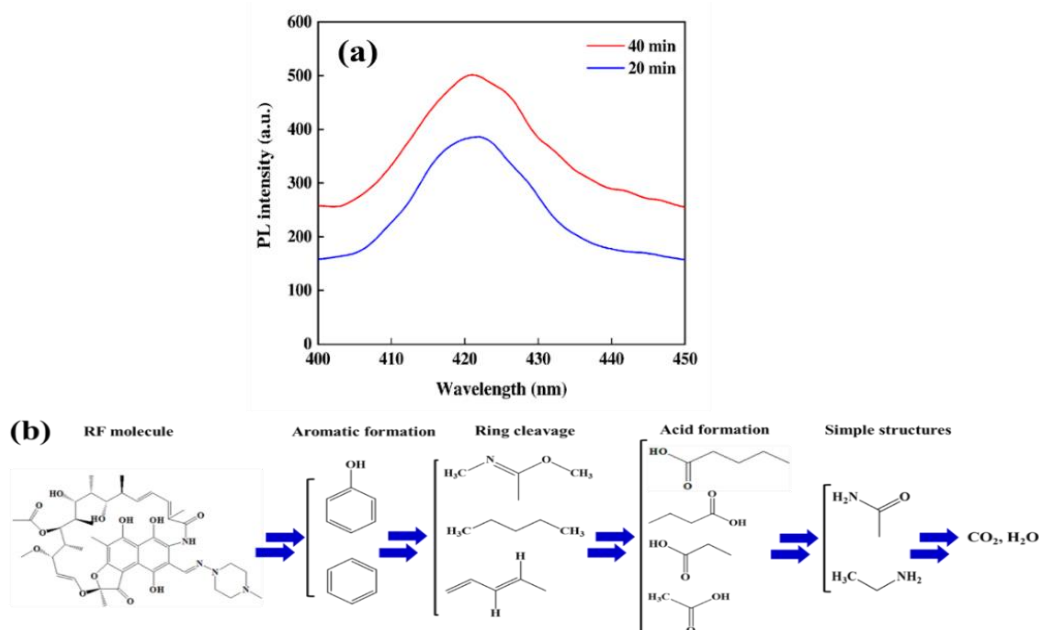 (a)
600
500
400
300
200
100
0
PL intensity (a.u.)
40 min
20 min
400 410 420 430 440 450
Wavelength (nm)
(b) RF molecule Aromatic formation Ring cleavage Acid formation Simple structures
O
O
HO
HO
O
O
O
O
OH
OH
OH
O
NH
N
N
N
OH
OH
H₃C
N
O
CH₃
H₃C
CH₃
H
H
HO
O
O
OH
HO
O
H₃C
OH
O
H₂N
O
H₃C
NH₂
CO₂, H₂O